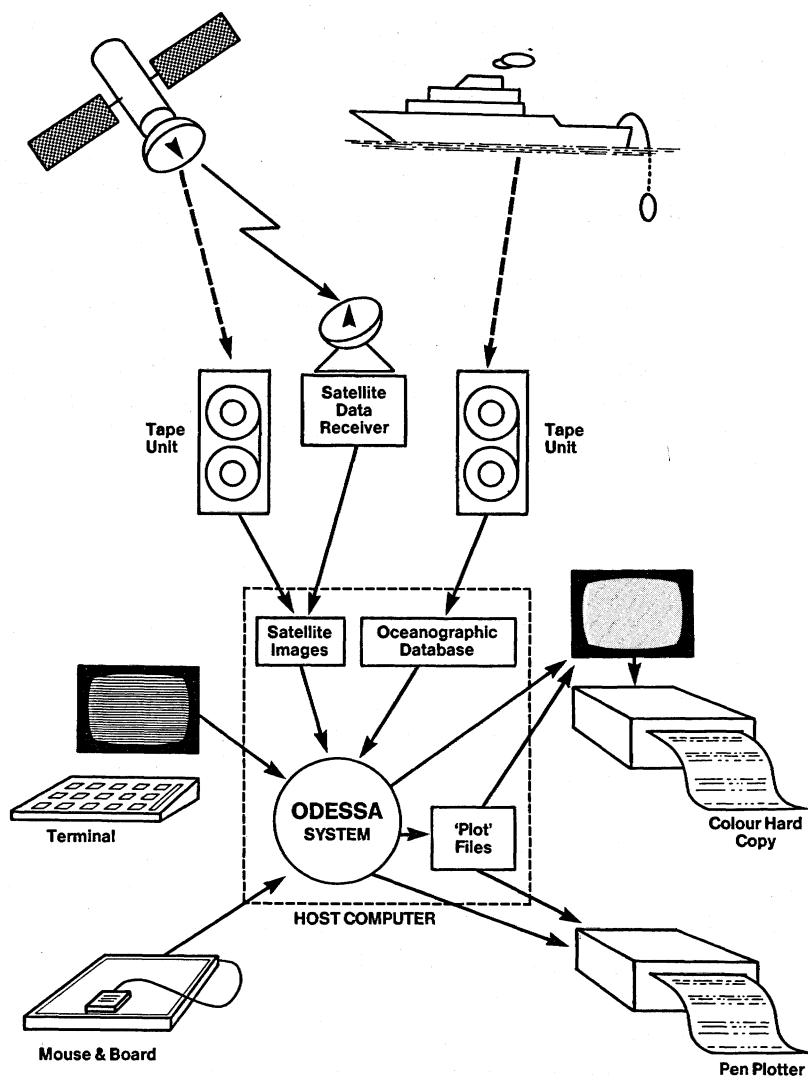 Satellite
Data
Receiver
Tape
Unit
Tape
Unit
Satellite
Images
Oceanographic
Database
ODESSA
SYSTEM
'Plot'
Files
Terminal
Colour Hard
Copy
HOST COMPUTER
Mouse & Board
Pen Plotter